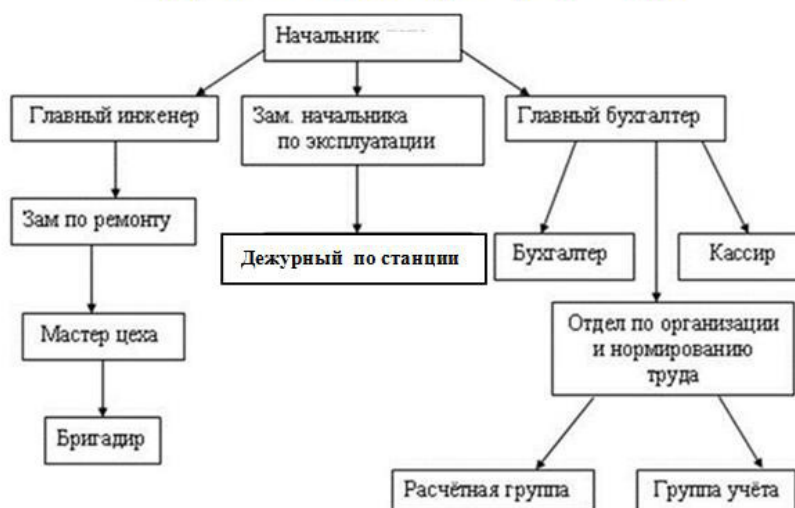 Начальник
Главный инженер
Зам. начальника
по эксплуатации
Главный бухгалтер
Зам по ремонту
Дежурный по станции
Бухгалтер
Кассир
Мастер цеха
Отдел по организации
и нормированию
труда
Бригадир
Расчётная группа
Группа учёта